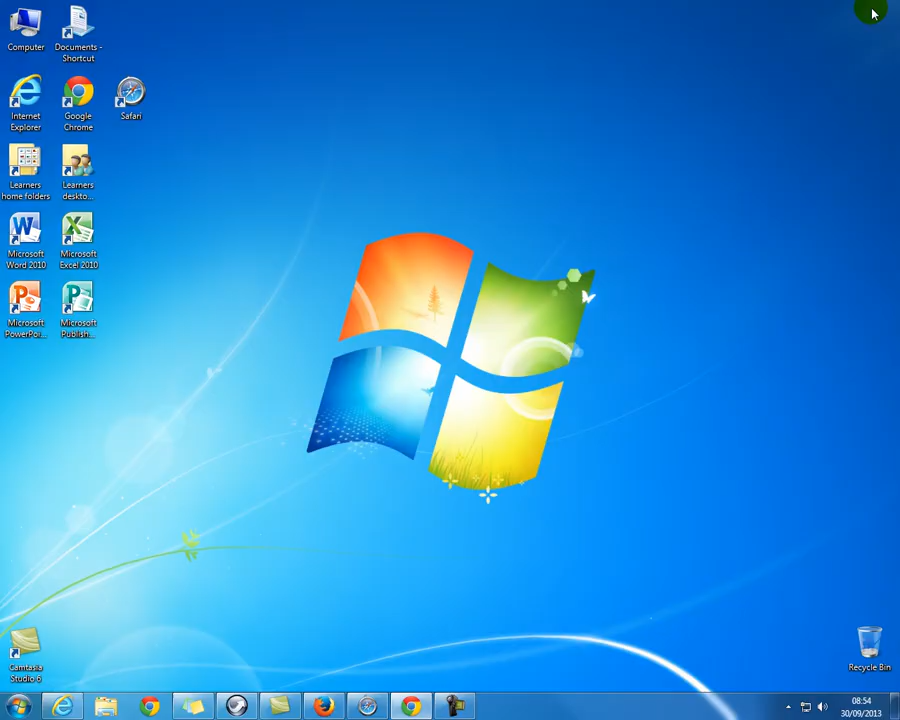 Computer
Documents -
Shortcut
Internet
Explorer
Google
Chrome
Safari
Learners
home folders
Learners
deskto...
Microsoft
Word 2010
Microsoft
Excel 2010
Microsoft
PowerPoi...
Microsoft
Publish...
Camtasia
Studio 6
Recycle Bin
08:54
30/09/2013